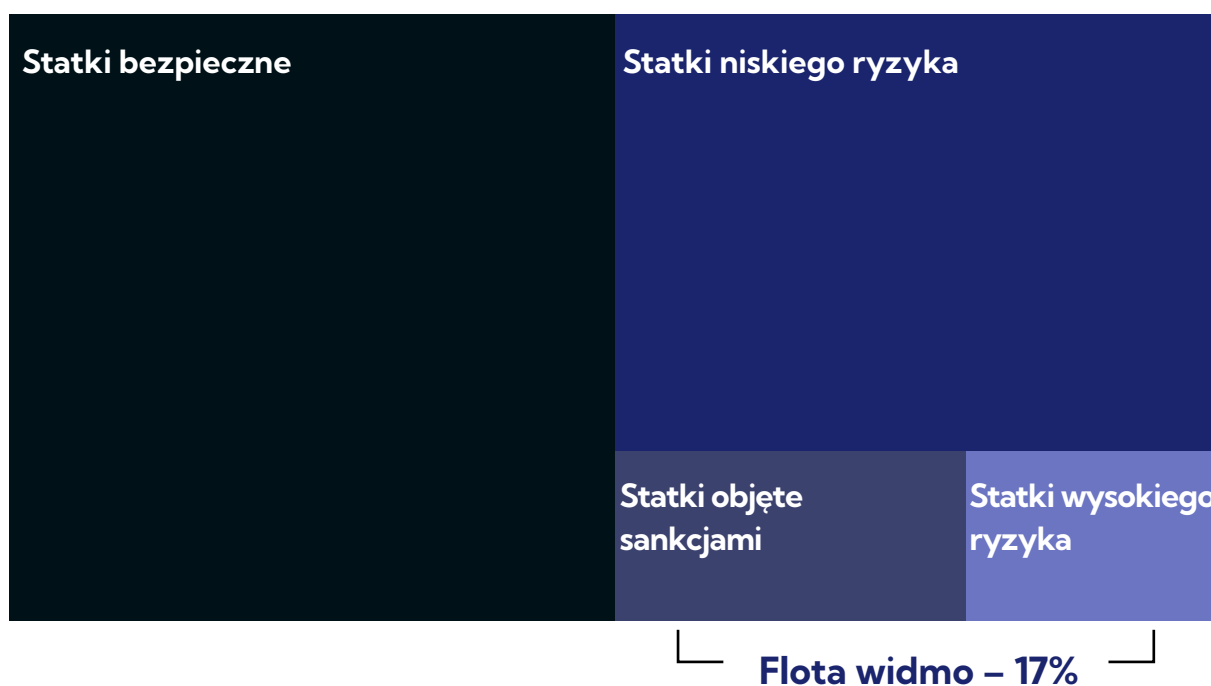 Statki bezpieczne
Statki niskiego ryzyka
Statki objęte
sankcjami
Statki wysokiego
ryzyka
Flota widmo – 17%